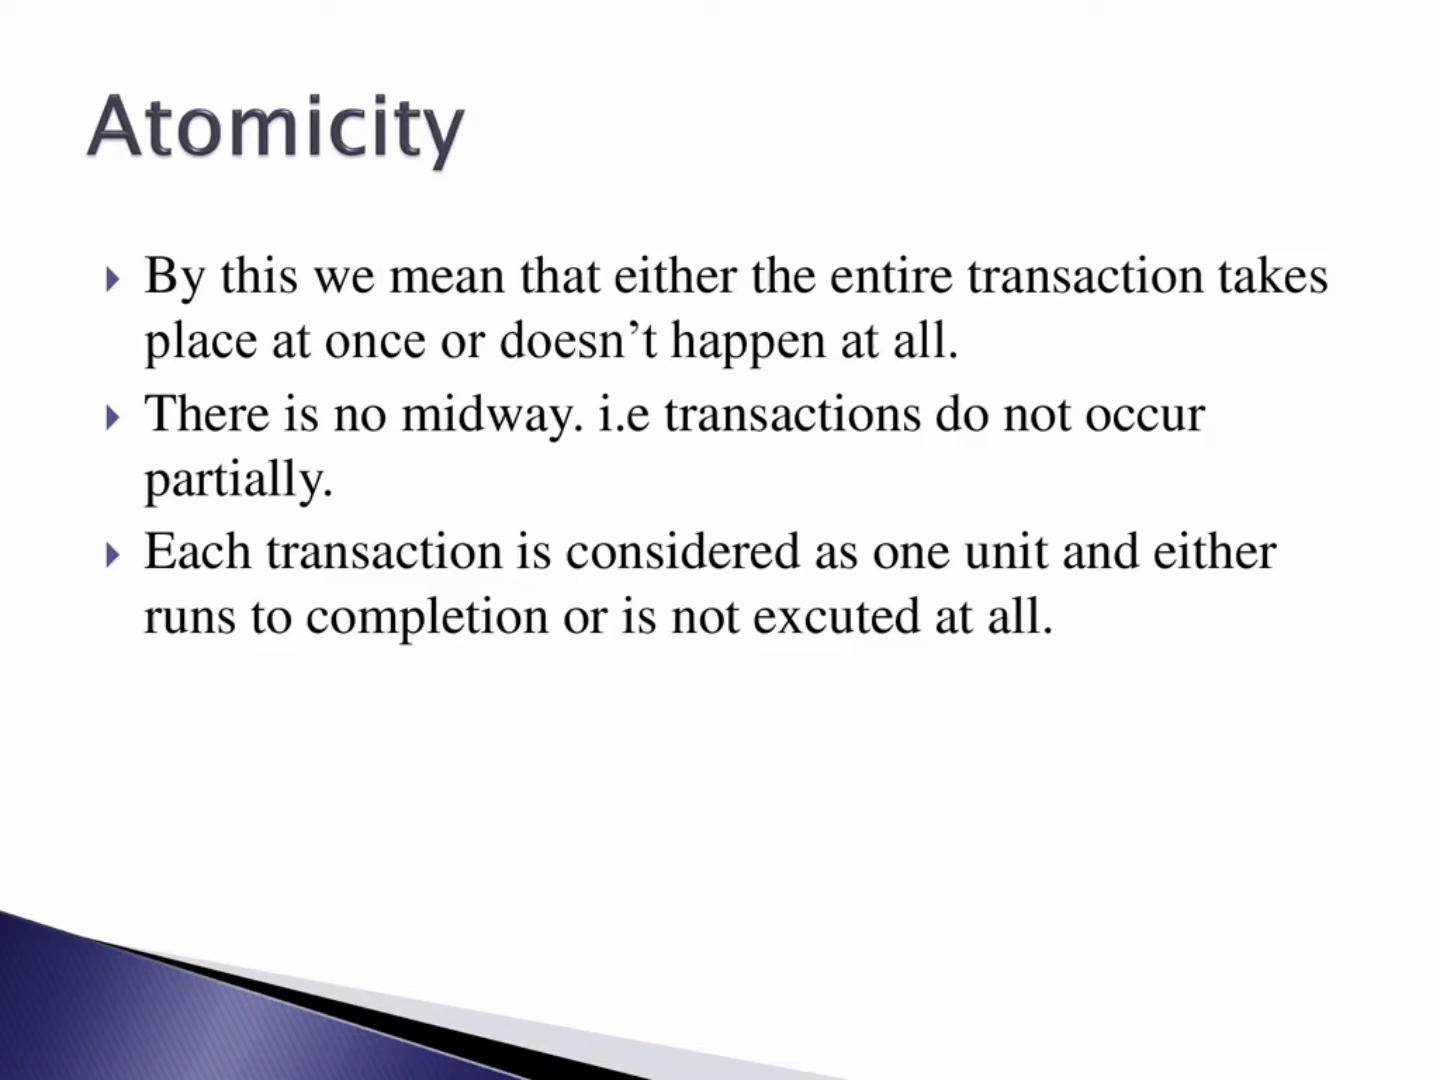 Atomicity
By this we mean that either the entire transaction takes
place at once or doesn’t happen at all.
There is no midway. i.e transactions do not occur
partially.
Each transaction is considered as one unit and either
runs to completion or is not excuted at all.